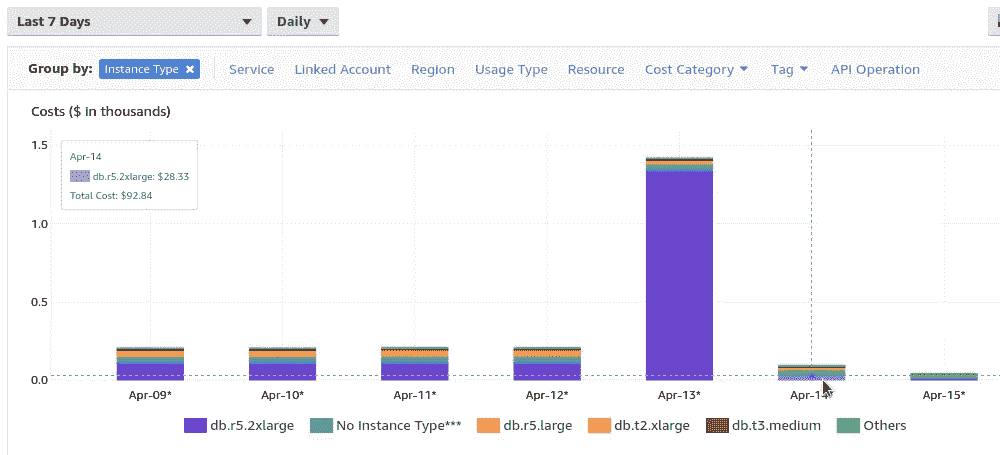 Last 7 Days Daily
Group by: Instance Type × Service Linked Account Region Usage Type Resource Cost Category Tag API Operation
Costs ($ in thousands)
1.5
Apr-14
db.r5.2xlarge: $28.33
Total Cost: $92.84
1.0
0.5
0.0
Apr-09* Apr-10* Apr-11* Apr-12* Apr-13* Apr-14* Apr-15*
db.r5.2xlarge No Instance Type*** db.r5.large db.t2.xlarge db.t3.medium Others